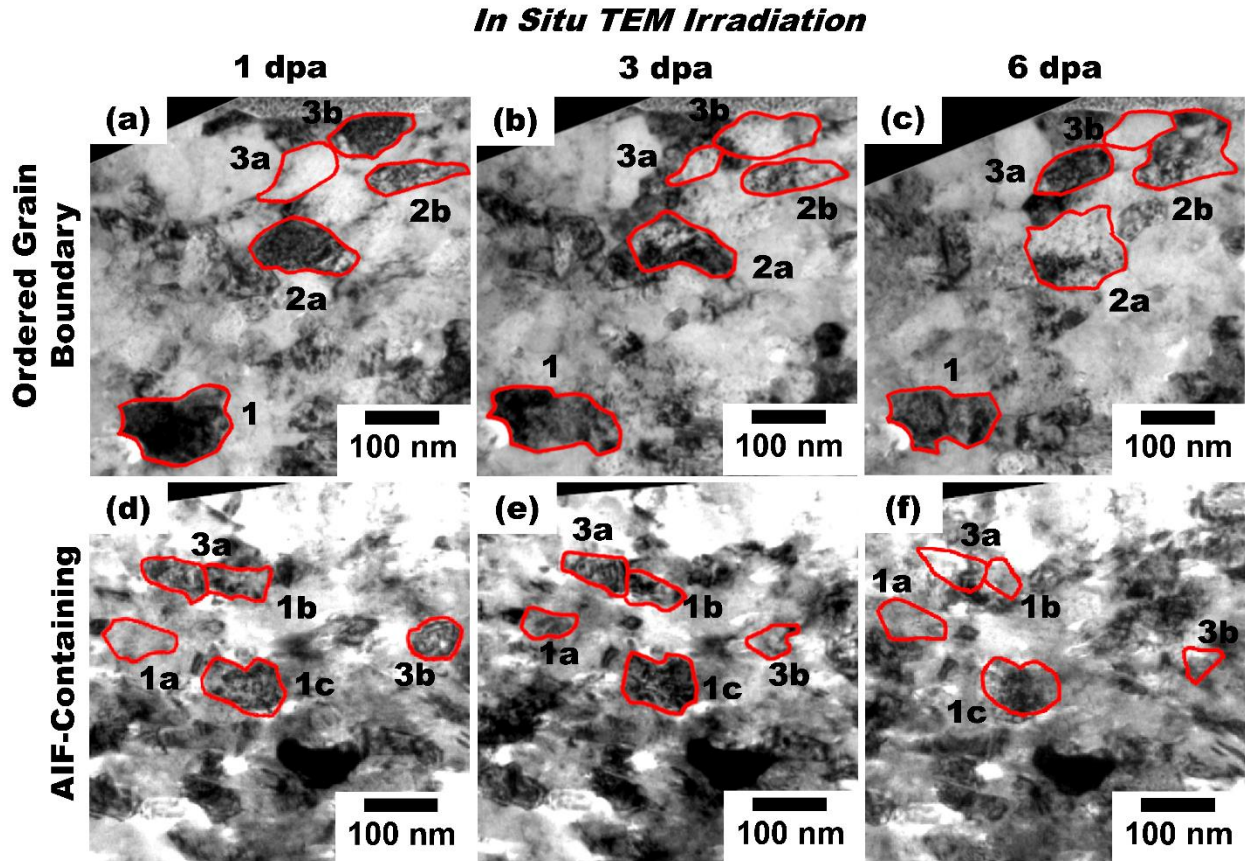 In Situ TEM Irradiation
1 dpa 3 dpa 6 dpa
Ordered Grain
Boundary
(a) 3b 3a 2b 2a 1 100 nm
(b) 3b 3a 2b 2a 1 100 nm
(c) 3b 3a 2b 2a 1 100 nm
AIF-Containing
(d) 3a 1b 1a 3b 1c 100 nm
(e) 3a 1b 1a 3b 1c 100 nm
(f) 3a 1a 1b 3b 1c 100 nm